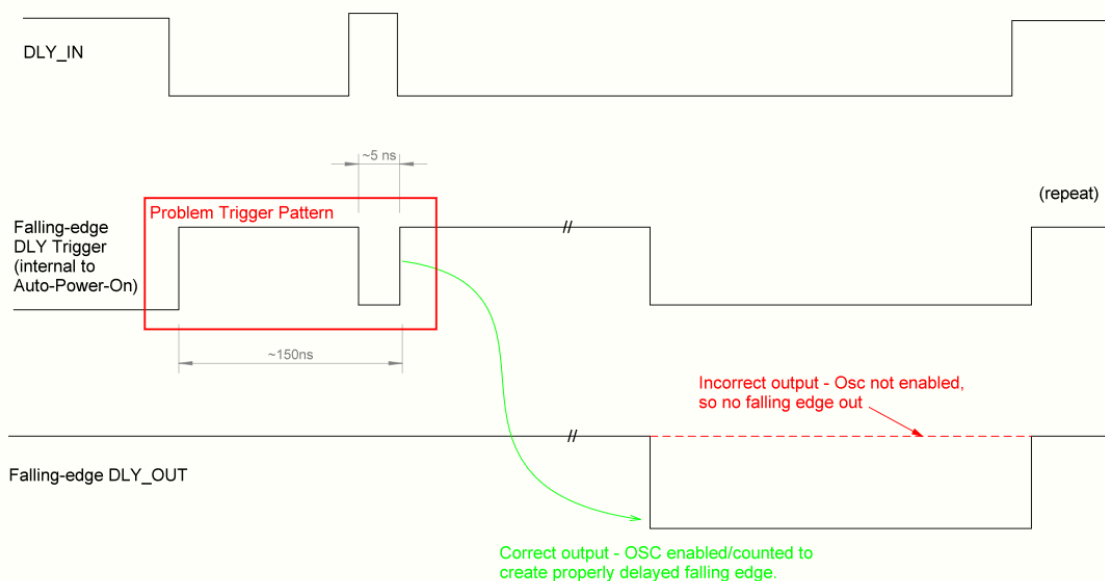 DLY_IN
~5 ns
(repeat)
Problem Trigger Pattern
Falling-edge
DLY Trigger
(internal to
Auto-Power-On)
//
~150ns
Incorrect output - Osc not enabled,
so no falling edge out
//
Falling-edge DLY_OUT
Correct output - OSC enabled/counted to
create properly delayed falling edge.